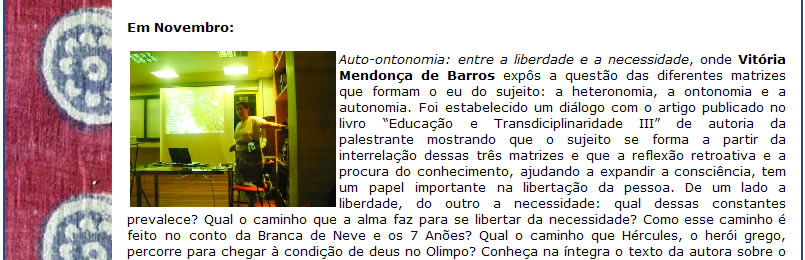 Em Novembro:
Auto-ontonomia: entre a liberdade e a necessidade, onde Vitória
Mendonça de Barros expôs a questão das diferentes matrizes
que formam o eu do sujeito: a heteronomia, a ontonomia e a
autonomia. Foi estabelecido um diálogo com o artigo publicado no
livro “Educação e Transdiciplinaridade III” de autoria da
palestrante mostrando que o sujeito se forma a partir da
interrelação dessas três matrizes e que a reflexão retroativa e a
procura do conhecimento, ajudando a expandir a consciência, tem
um papel importante na libertação da pessoa. De um lado a
liberdade, do outro a necessidade: qual dessas constantes
prevalece? Qual o caminho que a alma faz para se libertar da necessidade? Como esse caminho é
feito no conto da Branca de Neve e os 7 Anões? Qual o caminho que Hércules, o herói grego,
percorre para chegar à condição de deus no Olimpo? Conheça na íntegra o texto da autora sobre o